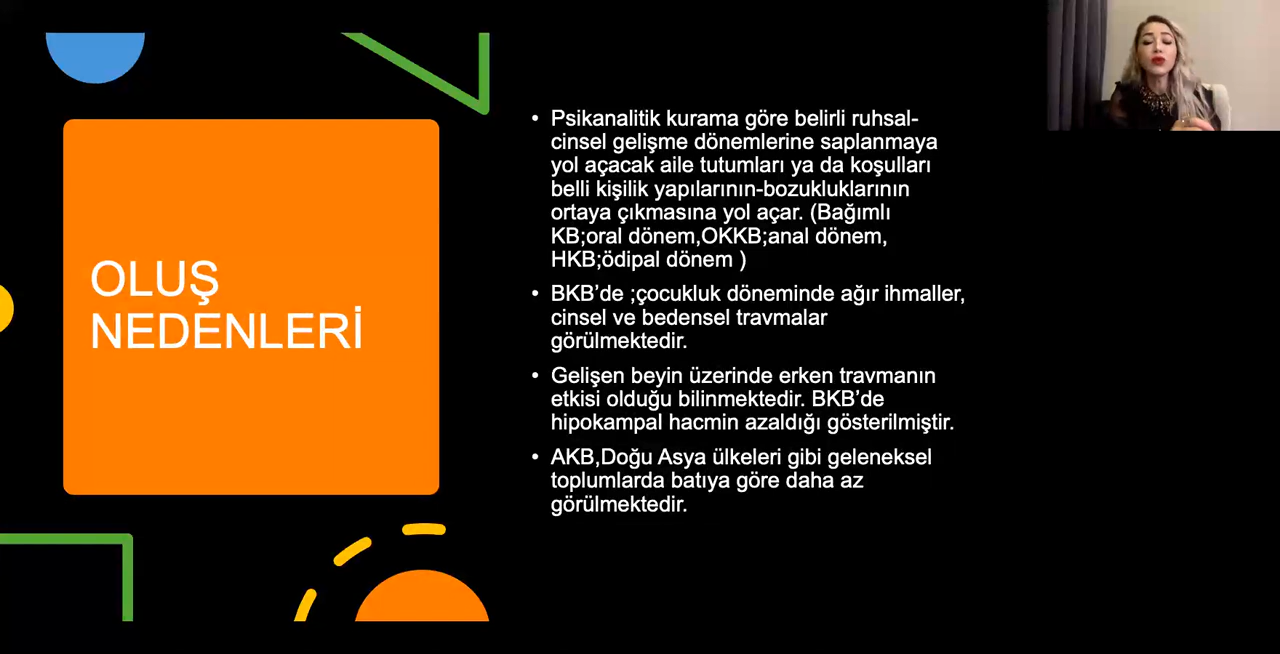 OLUŞ
NEDENLERİ
• Psikanalitik kurama göre belirli ruhsal-
cinsel gelişme dönemlerine saplanmaya
yol açacak aile tutumları ya da koşulları
belli kişilik yapılarının-bozukluklarının
ortaya çıkmasına yol açar. (Bağımlı
KB;oral dönem,OKKB;anal dönem,
HKB;ödipal dönem )
• BKB’de ;çocukluk döneminde ağır ihmaller,
cinsel ve bedensel travmalar
görülmektedir.
• Gelişen beyin üzerinde erken travmanın
etkisi olduğu bilinmektedir. BKB’de
hipokampal hacmin azaldığı gösterilmiştir.
• AKB,Doğu Asya ülkeleri gibi geleneksel
toplumlarda batıya göre daha az
görülmektedir.